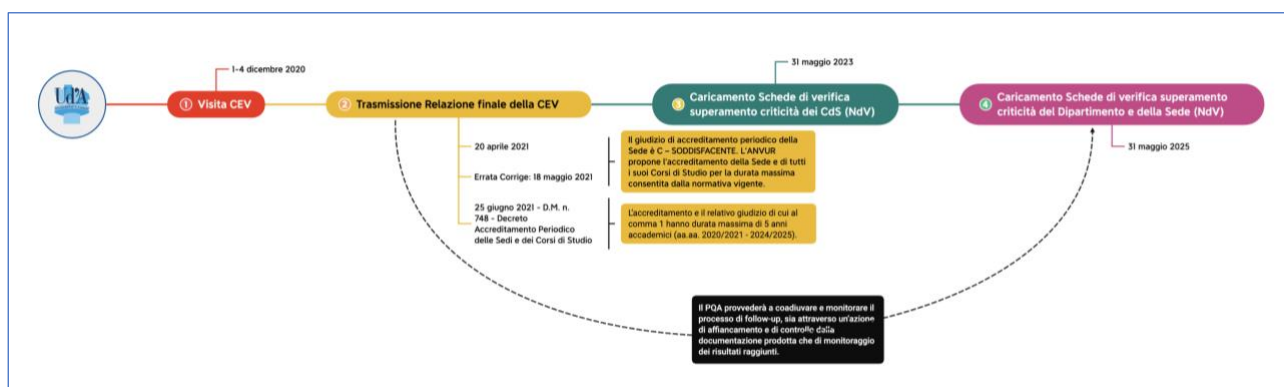 Ud'A
1-4 dicembre 2020
① Visita CEV
② Trasmissione Relazione finale della CEV
20 aprile 2021
Errata Corrige: 18 maggio 2021
Il giudizio di accreditamento periodico della
Sede è C – SODDISFACENTE. L'ANVUR
propone l'accreditamento della Sede e di tutti
i suoi Corsi di Studio per la durata massima
consentita dalla normativa vigente.
25 giugno 2021 - D.M. n.
748 - Decreto
Accreditamento Periodico
delle Sedi e dei Corsi di Studio
L'accreditamento e il relativo giudizio di cui al
comma 1 hanno durata massima di 5 anni
accademici (aa.aa. 2020/2021 - 2024/2025).
31 maggio 2023
③ Caricamento Schede di verifica
superamento criticità dei CdS (NdV)
④ Caricamento Schede di verifica superamento
criticità del Dipartimento e della Sede (NdV)
31 maggio 2025
Il PQA provvederà a coadiuvare e monitorare il
processo di follow-up, sia attraverso un'azione
di affiancamento e di controllo dalla
documentazione prodotta che di monitoraggio
dei risultati raggiunti.